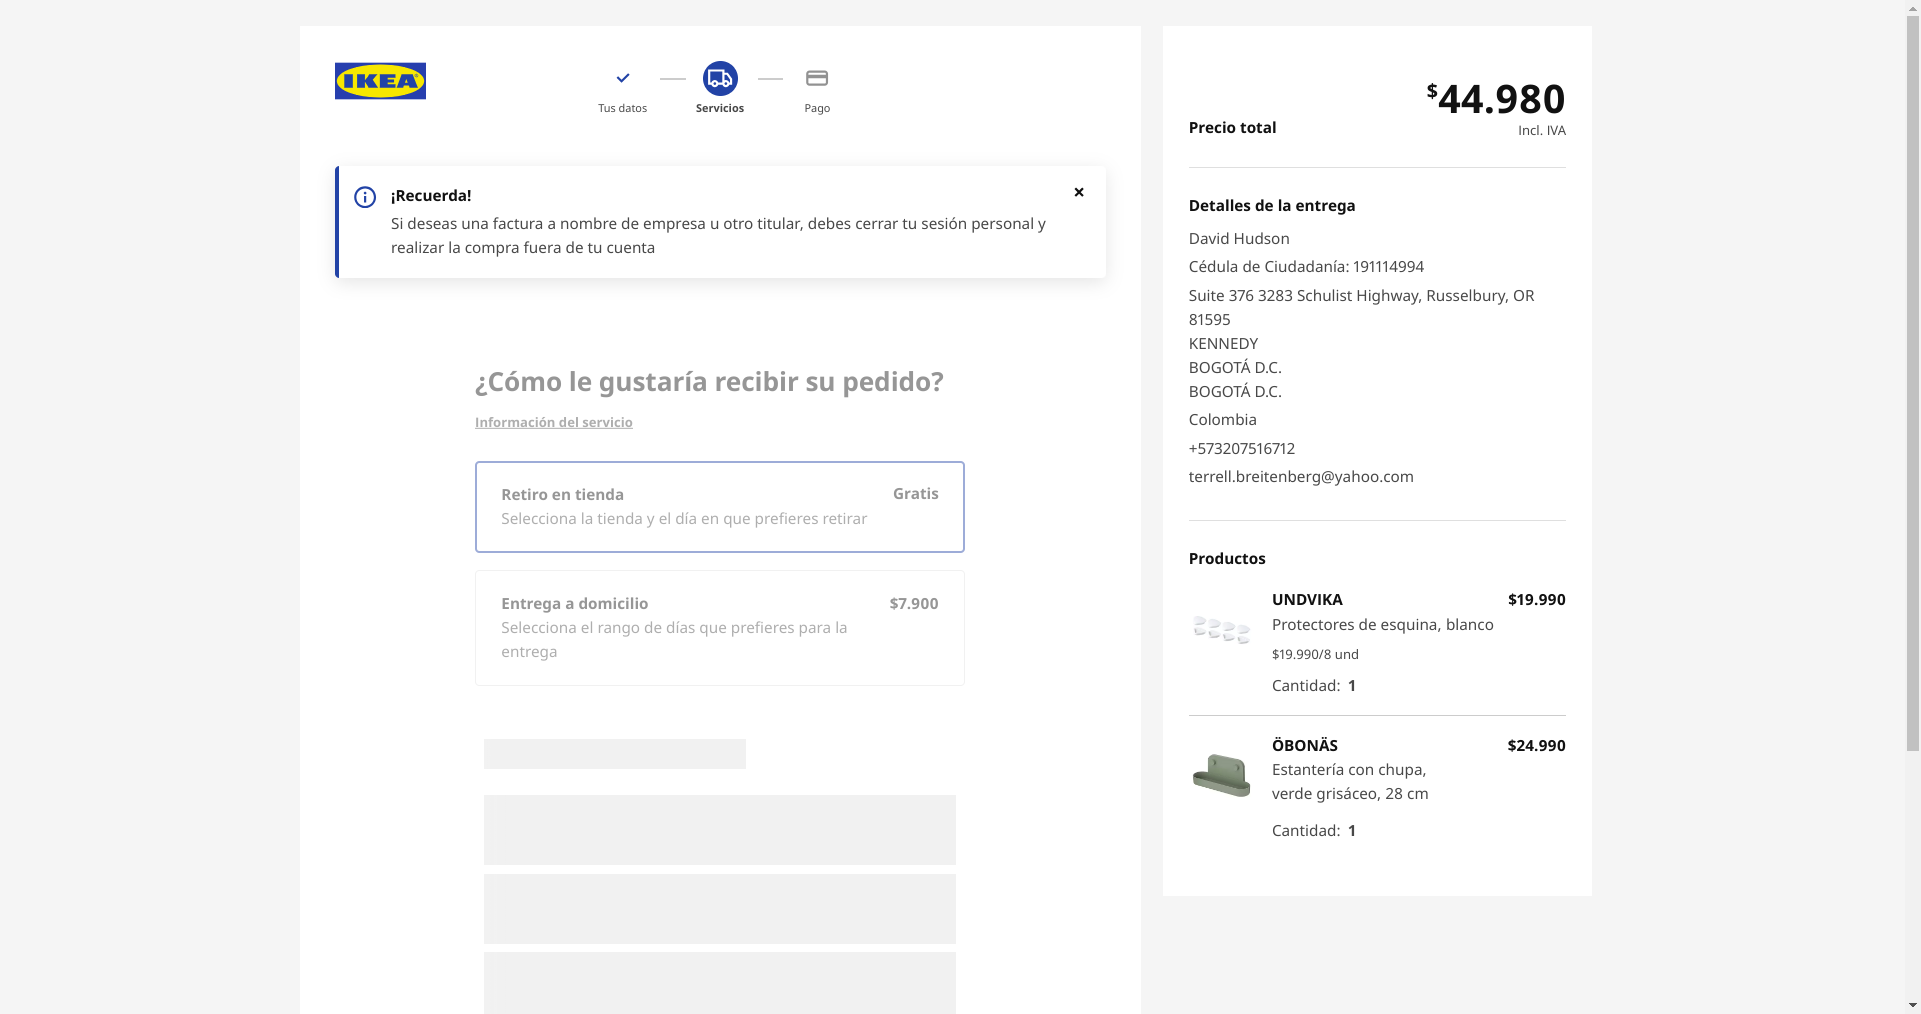 IKEA
Tus datos
Servicios
Pago
¡Recuerda!
Si deseas una factura a nombre de empresa u otro titular, debes cerrar tu sesión personal y
realizar la compra fuera de tu cuenta
¿Cómo le gustaría recibir su pedido?
Información del servicio
Retiro en tienda
Gratis
Selecciona la tienda y el día en que prefieres retirar
Entrega a domicilio
$7.900
Selecciona el rango de días que prefieres para la
entrega
$44.980
Precio total
Incl. IVA
Detalles de la entrega
David Hudson
Cédula de Ciudadanía: 191114994
Suite 376 3283 Schulist Highway, Russelbury, OR
81595
KENNEDY
BOGOTÁ D.C.
BOGOTÁ D.C.
Colombia
+573207516712
terrell.breitenberg@yahoo.com
Productos
UNDVIKA
$19.990
Protectores de esquina, blanco
$19.990/8 und
Cantidad: 1
ÖBONÄS
$24.990
Estantería con chupa,
verde grisáceo, 28 cm
Cantidad: 1